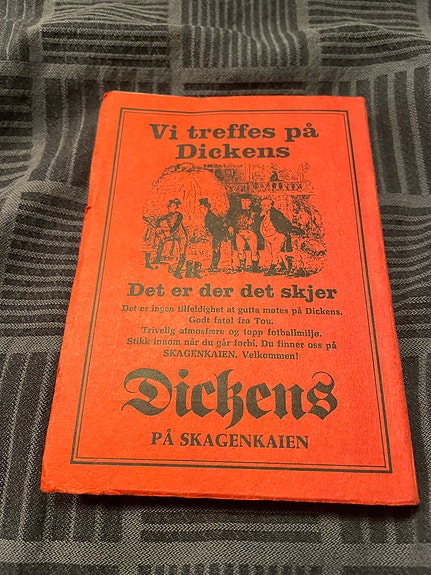 Vi treffes på
Dickens
Det er der det skjer
Det er ingen tilfeldighet at gutta møtes på Dickens.
Godt fatøl fra Tou.
Trivelig atmosfære og topp fotballmiljø.
Stikk innom når du går forbi. Du finner oss på
SKAGENKAIEN. Velkommen!
Dickens
PÅ SKAGENKAIEN